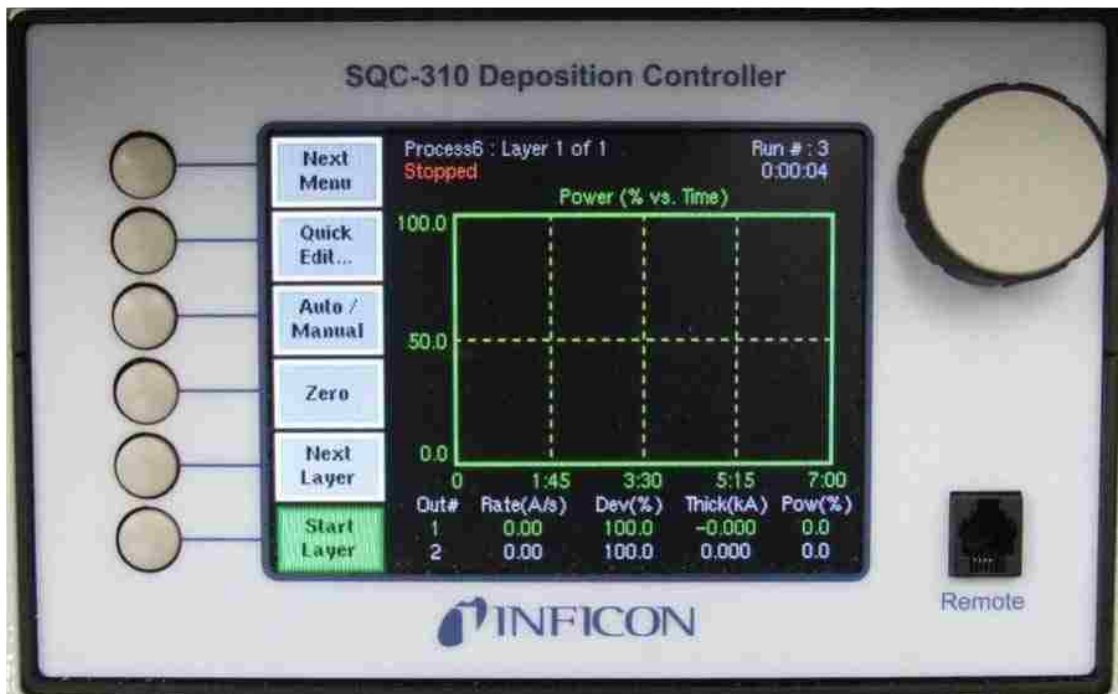 SQC-310 Deposition Controller
Next
Menu
Quick
Edit...
Auto /
Manual
Zero
Next
Layer
Start
Layer
Process6 : Layer 1 of 1
Run # : 3
Stopped
0:00:04
Power (% vs. Time)
100.0
50.0
0.0
0 1:45 3:30 5:15 7:00
Out# Rate(A/s) Dev(%) Thick(kA) Pow(%)
1 0.00 100.0 -0.000 0.0
2 0.00 100.0 0.000 0.0
INFICON
Remote